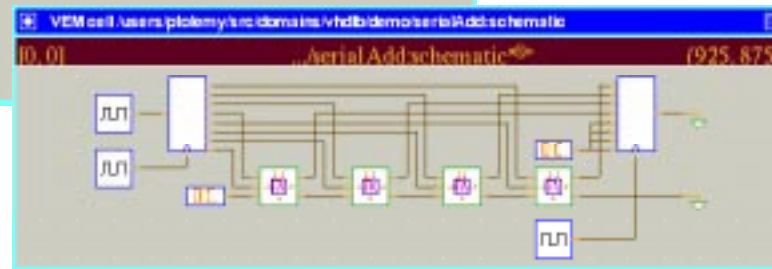 VEM cell /users/ptolemy/src/domains/vhdlb/demo/serialAdd:schematic
[0, 0] .../serialAdd:schematic (925, 875